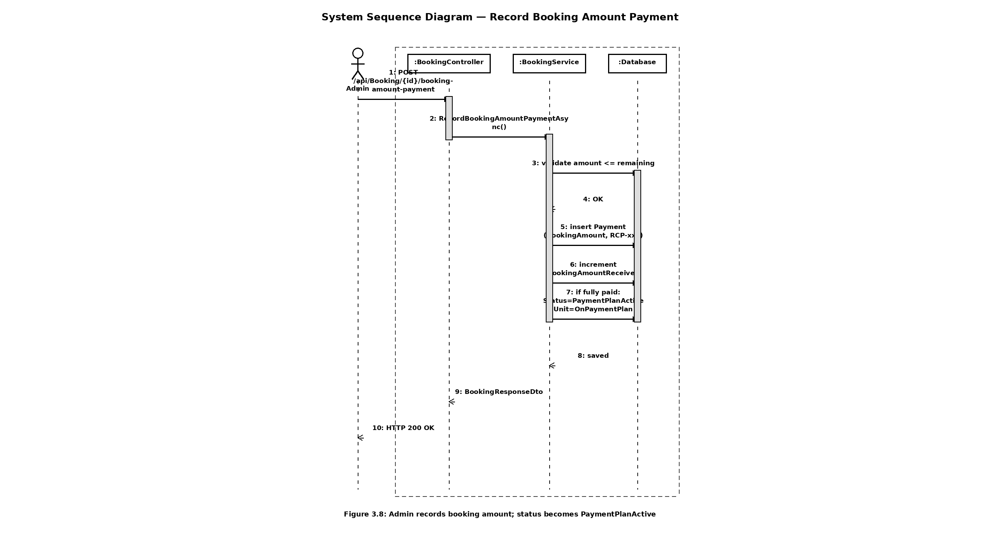 System Sequence Diagram — Record Booking Amount Payment
:BookingController
:BookingService
:Database
1: POST
/api/Booking/{id}/booking-
amount-payment
Admin
2: RecordBookingAmountPaymentAsy
nc()
3: validate amount <= remaining
4: OK
5: insert Payment
(BookingAmount, RCP-xxx)
6: increment
ookingAmountReceive
7: if fully paid:
Status=PaymentPlanActive
Unit=OnPaymentPlan
8: saved
9: BookingResponseDto
10: HTTP 200 OK
Figure 3.8: Admin records booking amount; status becomes PaymentPlanActive